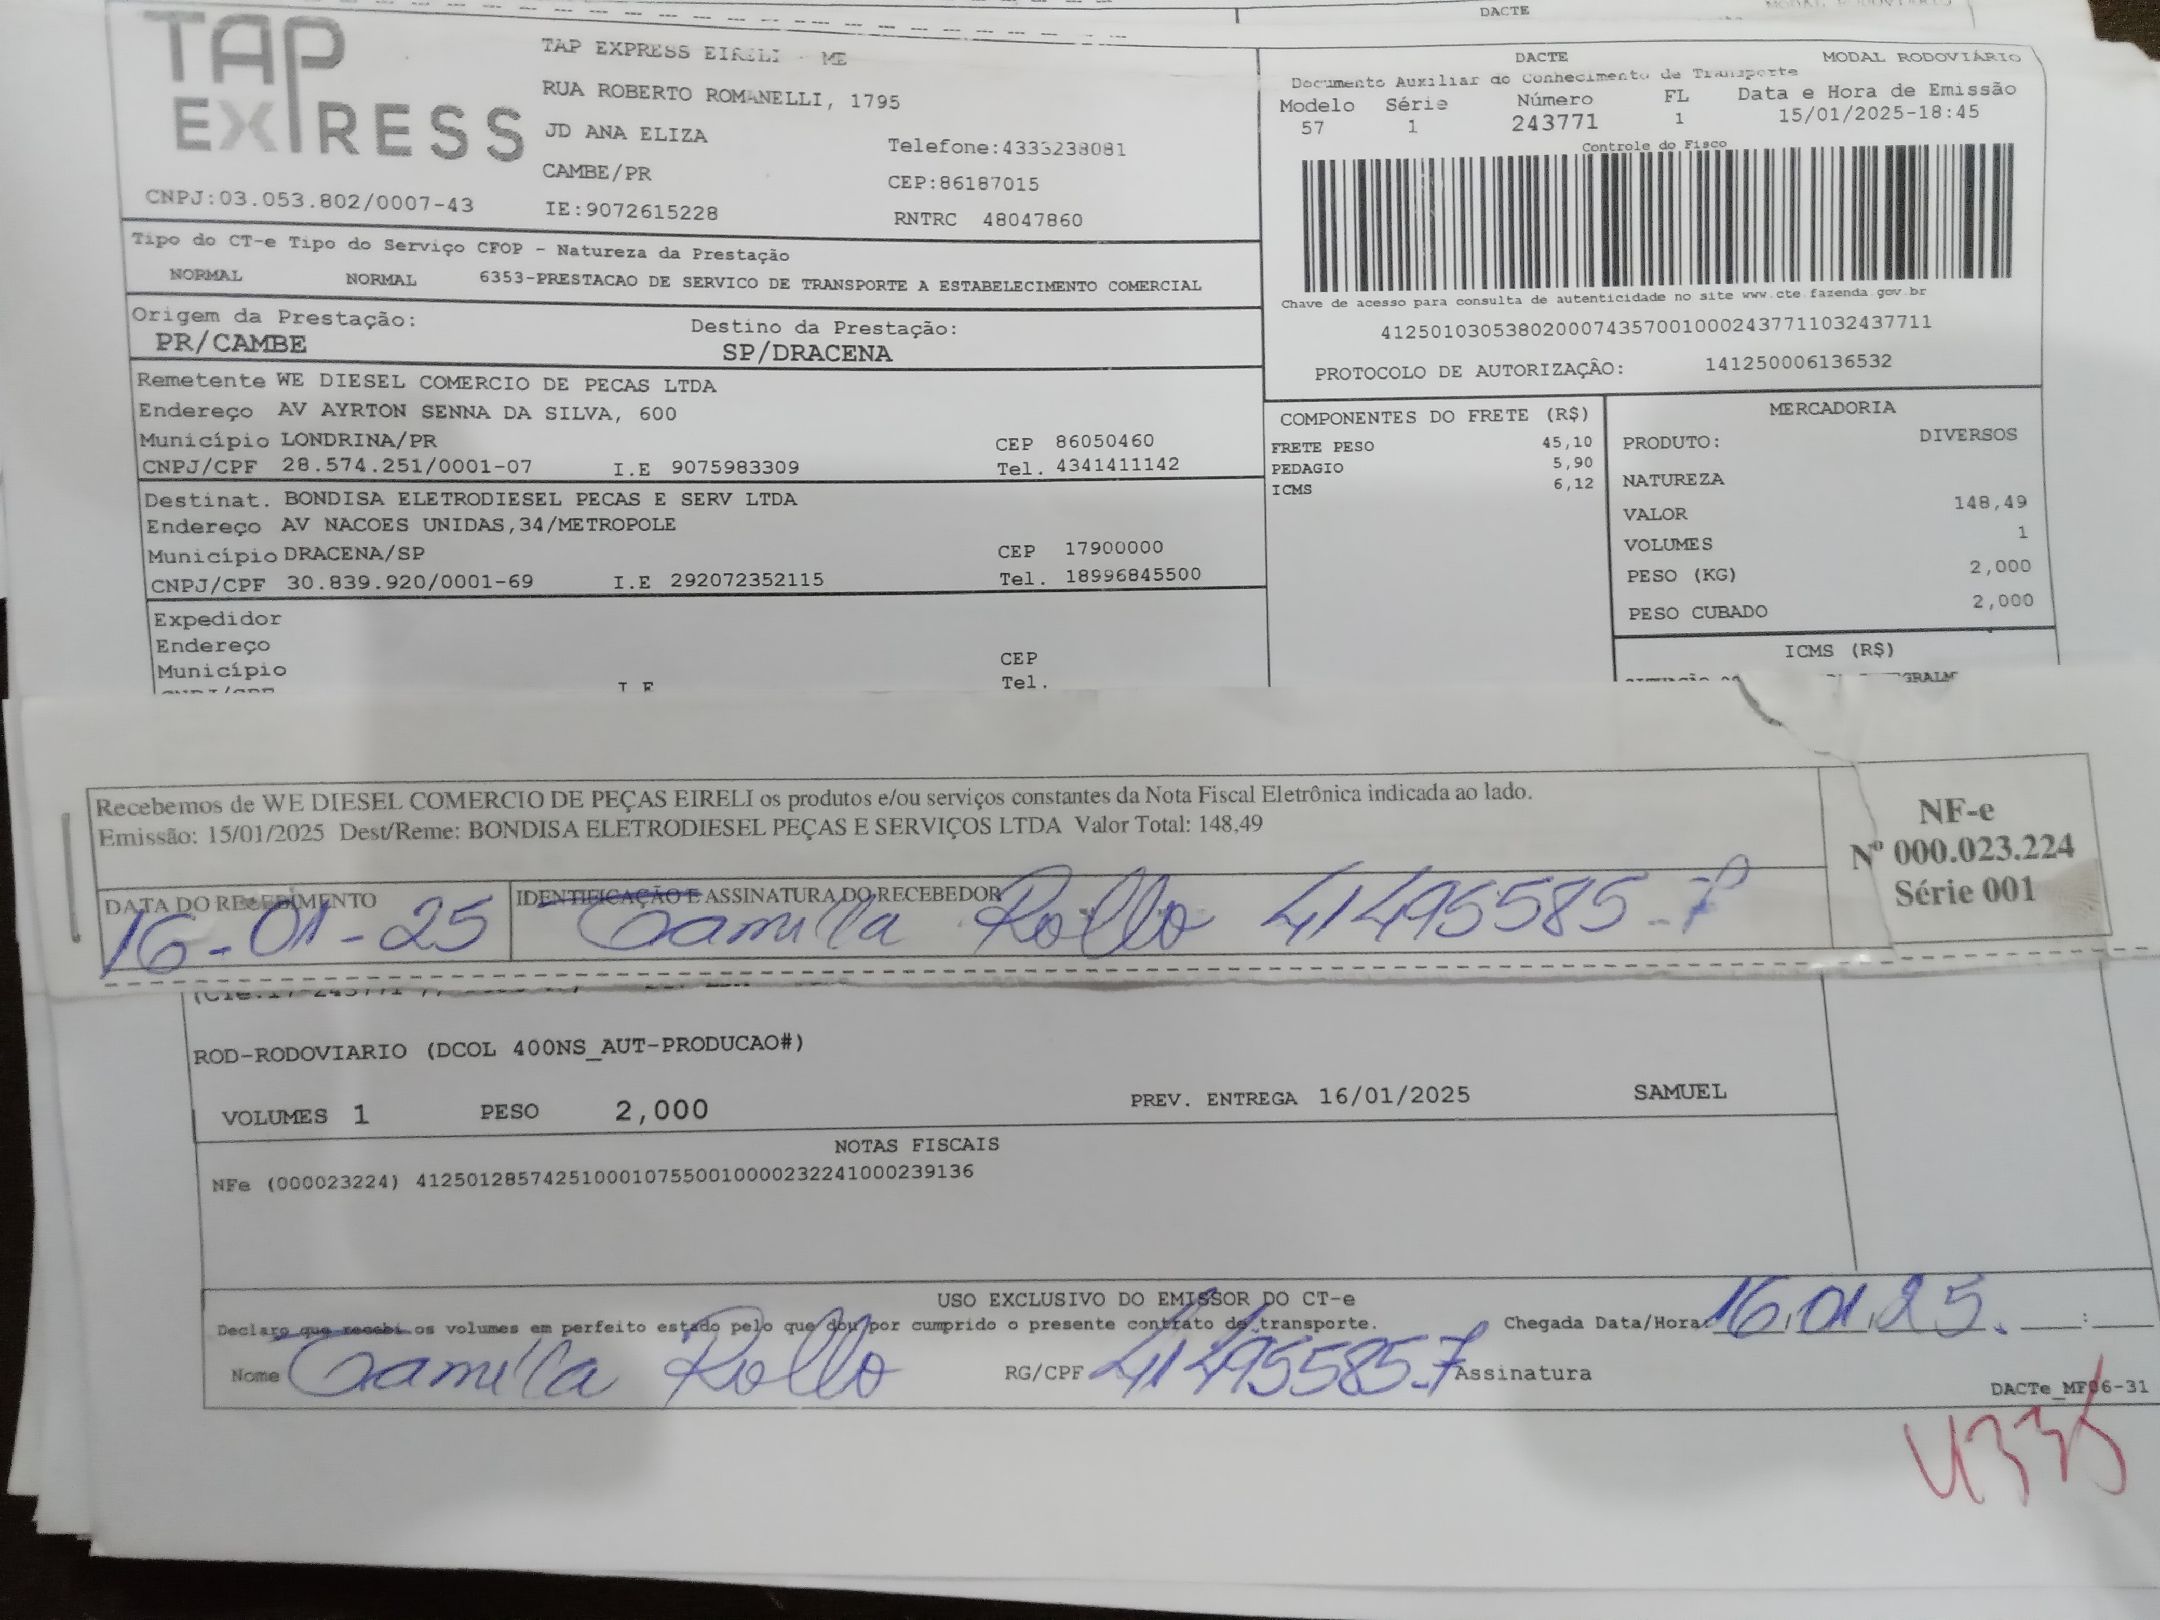 DACTE
TAP EXPRESS
TAP EXPRESS EIRELI - ME
RUA ROBERTO ROMANELLI, 1795
JD ANA ELIZA
Telefone:4333238081
CAMBE/PR
CEP:86187015
CNPJ:03.053.802/0007-43
IE:9072615228
RNTRC 48047860
DACTE
MODAL RODOVIÁRIO
Documento Auxiliar do Conhecimento de Transporte
Modelo Série Número FL Data e Hora de Emissão
57 1 243771 1 15/01/2025-18:45
Controle do Fisco
Chave de acesso para consulta de autenticidade no site www.cte.fazenda.gov.br
41250103053802000743570010002437711032437711
PROTOCOLO DE AUTORIZAÇÃO: 141250006136532
Tipo do CT-e Tipo do Serviço CFOP - Natureza da Prestação
NORMAL NORMAL 6353-PRESTACAO DE SERVICO DE TRANSPORTE A ESTABELECIMENTO COMERCIAL
Origem da Prestação: Destino da Prestação:
PR/CAMBE SP/DRACENA
Remetente WE DIESEL COMERCIO DE PECAS LTDA
Endereço AV AYRTON SENNA DA SILVA, 600
Município LONDRINA/PR CEP 86050460
CNPJ/CPF 28.574.251/0001-07 I.E 9075983309 Tel. 4341411142
Destinat. BONDISA ELETRODIESEL PECAS E SERV LTDA
Endereço AV NACOES UNIDAS,34/METROPOLE
Município DRACENA/SP CEP 17900000
CNPJ/CPF 30.839.920/0001-69 I.E 292072352115 Tel. 18996845500
Expedidor
Endereço
Município CEP
Tel.
COMPONENTES DO FRETE (R$)
FRETE PESO 45,10
PEDAGIO 5,90
ICMS 6,12
MERCADORIA
PRODUTO: DIVERSOS
NATUREZA
VALOR 148,49
VOLUMES 1
PESO (KG) 2,000
PESO CUBADO 2,000
ICMS (R$)
Recebemos de WE DIESEL COMERCIO DE PEÇAS EIRELI os produtos e/ou serviços constantes da Nota Fiscal Eletrônica indicada ao lado.
Emissão: 15/01/2025 Dest/Reme: BONDISA ELETRODIESEL PEÇAS E SERVIÇOS LTDA Valor Total: 148,49
DATA DO RECEBIMENTO
16-01-25
IDENTIFICAÇÃO E ASSINATURA DO RECEBEDOR
Camilla Rollo 41495585-7
NF-e
Nº 000.023.224
Série 001
ROD-RODOVIARIO (DCOL 400NS_AUT-PRODUCAO#)
VOLUMES 1 PESO 2,000 PREV. ENTREGA 16/01/2025 SAMUEL
NOTAS FISCAIS
NFe (000023224) 41250128574251000107550010000232241000239136
USO EXCLUSIVO DO EMISSOR DO CT-e
Declaro que recebi os volumes em perfeito estado pelo que dou por cumprido o presente contrato de transporte. Chegada Data/Hora: 16.01.25.
Nome Camila Rollo RG/CPF 41495585-7 Assinatura
DACTe_MF06-31